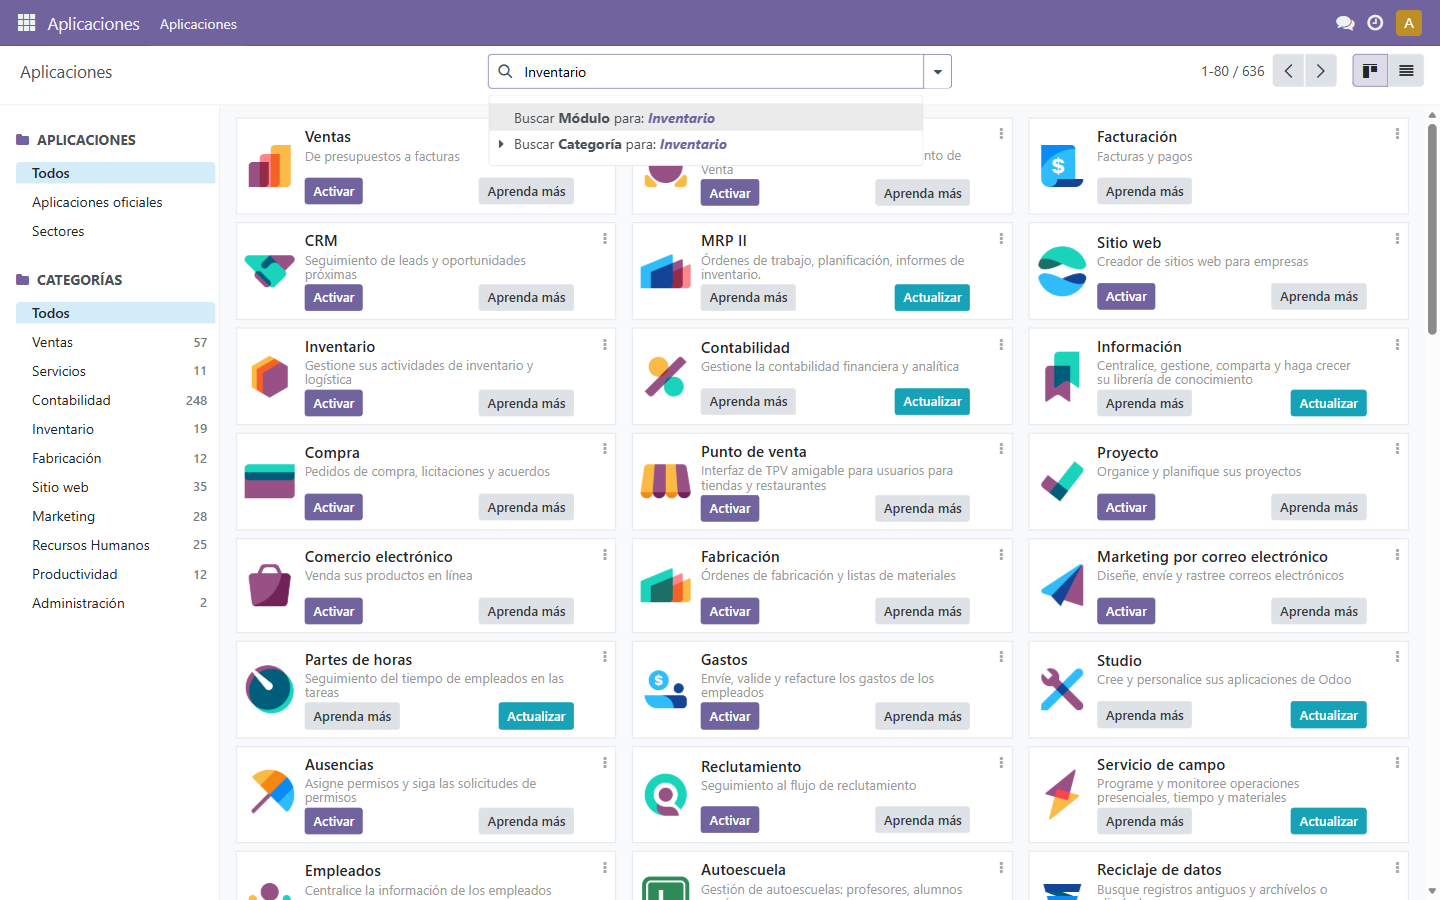 Aplicaciones Aplicaciones A
Aplicaciones
Inventario
1-80 / 636
Buscar Módulo para: Inventario
Buscar Categoría para: Inventario
APLICACIONES
Todos
Aplicaciones oficiales
Sectores
CATEGORÍAS
Todos
Ventas 57
Servicios 11
Contabilidad 248
Inventario 19
Fabricación 12
Sitio web 35
Marketing 28
Recursos Humanos 25
Productividad 12
Administración 2
Ventas
De presupuestos a facturas
Activar Aprenda más
nto de
Venta
Activar Aprenda más
Facturación
Facturas y pagos
Aprenda más
CRM
Seguimiento de leads y oportunidades
próximas
Activar Aprenda más
MRP II
Órdenes de trabajo, planificación, informes de
inventario.
Aprenda más Actualizar
Sitio web
Creador de sitios web para empresas
Activar Aprenda más
Inventario
Gestione sus actividades de inventario y
logística
Activar Aprenda más
Contabilidad
Gestione la contabilidad financiera y analítica
Aprenda más Actualizar
Información
Centralice, gestione, comparta y haga crecer
su librería de conocimiento
Aprenda más Actualizar
Compra
Pedidos de compra, licitaciones y acuerdos
Activar Aprenda más
Punto de venta
Interfaz de TPV amigable para usuarios para
tiendas y restaurantes
Activar Aprenda más
Proyecto
Organice y planifique sus proyectos
Activar Aprenda más
Comercio electrónico
Venda sus productos en línea
Activar Aprenda más
Fabricación
Órdenes de fabricación y listas de materiales
Activar Aprenda más
Marketing por correo electrónico
Diseñe, envíe y rastree correos electrónicos
Activar Aprenda más
Partes de horas
Seguimiento del tiempo de empleados en las
tareas
Aprenda más Actualizar
Gastos
Envíe, valide y refacture los gastos de los
empleados
Activar Aprenda más
Studio
Cree y personalice sus aplicaciones de Odoo
Aprenda más Actualizar
Ausencias
Asigne permisos y siga las solicitudes de
permisos
Activar Aprenda más
Reclutamiento
Seguimiento al flujo de reclutamiento
Activar Aprenda más
Servicio de campo
Programe y monitoree operaciones
presenciales, tiempo y materiales
Aprenda más Actualizar
Empleados
Centralice la información de los empleados
Autoescuela
Gestión de autoescuelas: profesores, alumnos
Reciclaje de datos
Busque registros antiguos y archívelos o